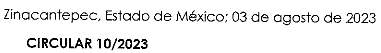 Zinacantepec, Estado de México; 03 de agosto de 2023
CIRCULAR 10/2023